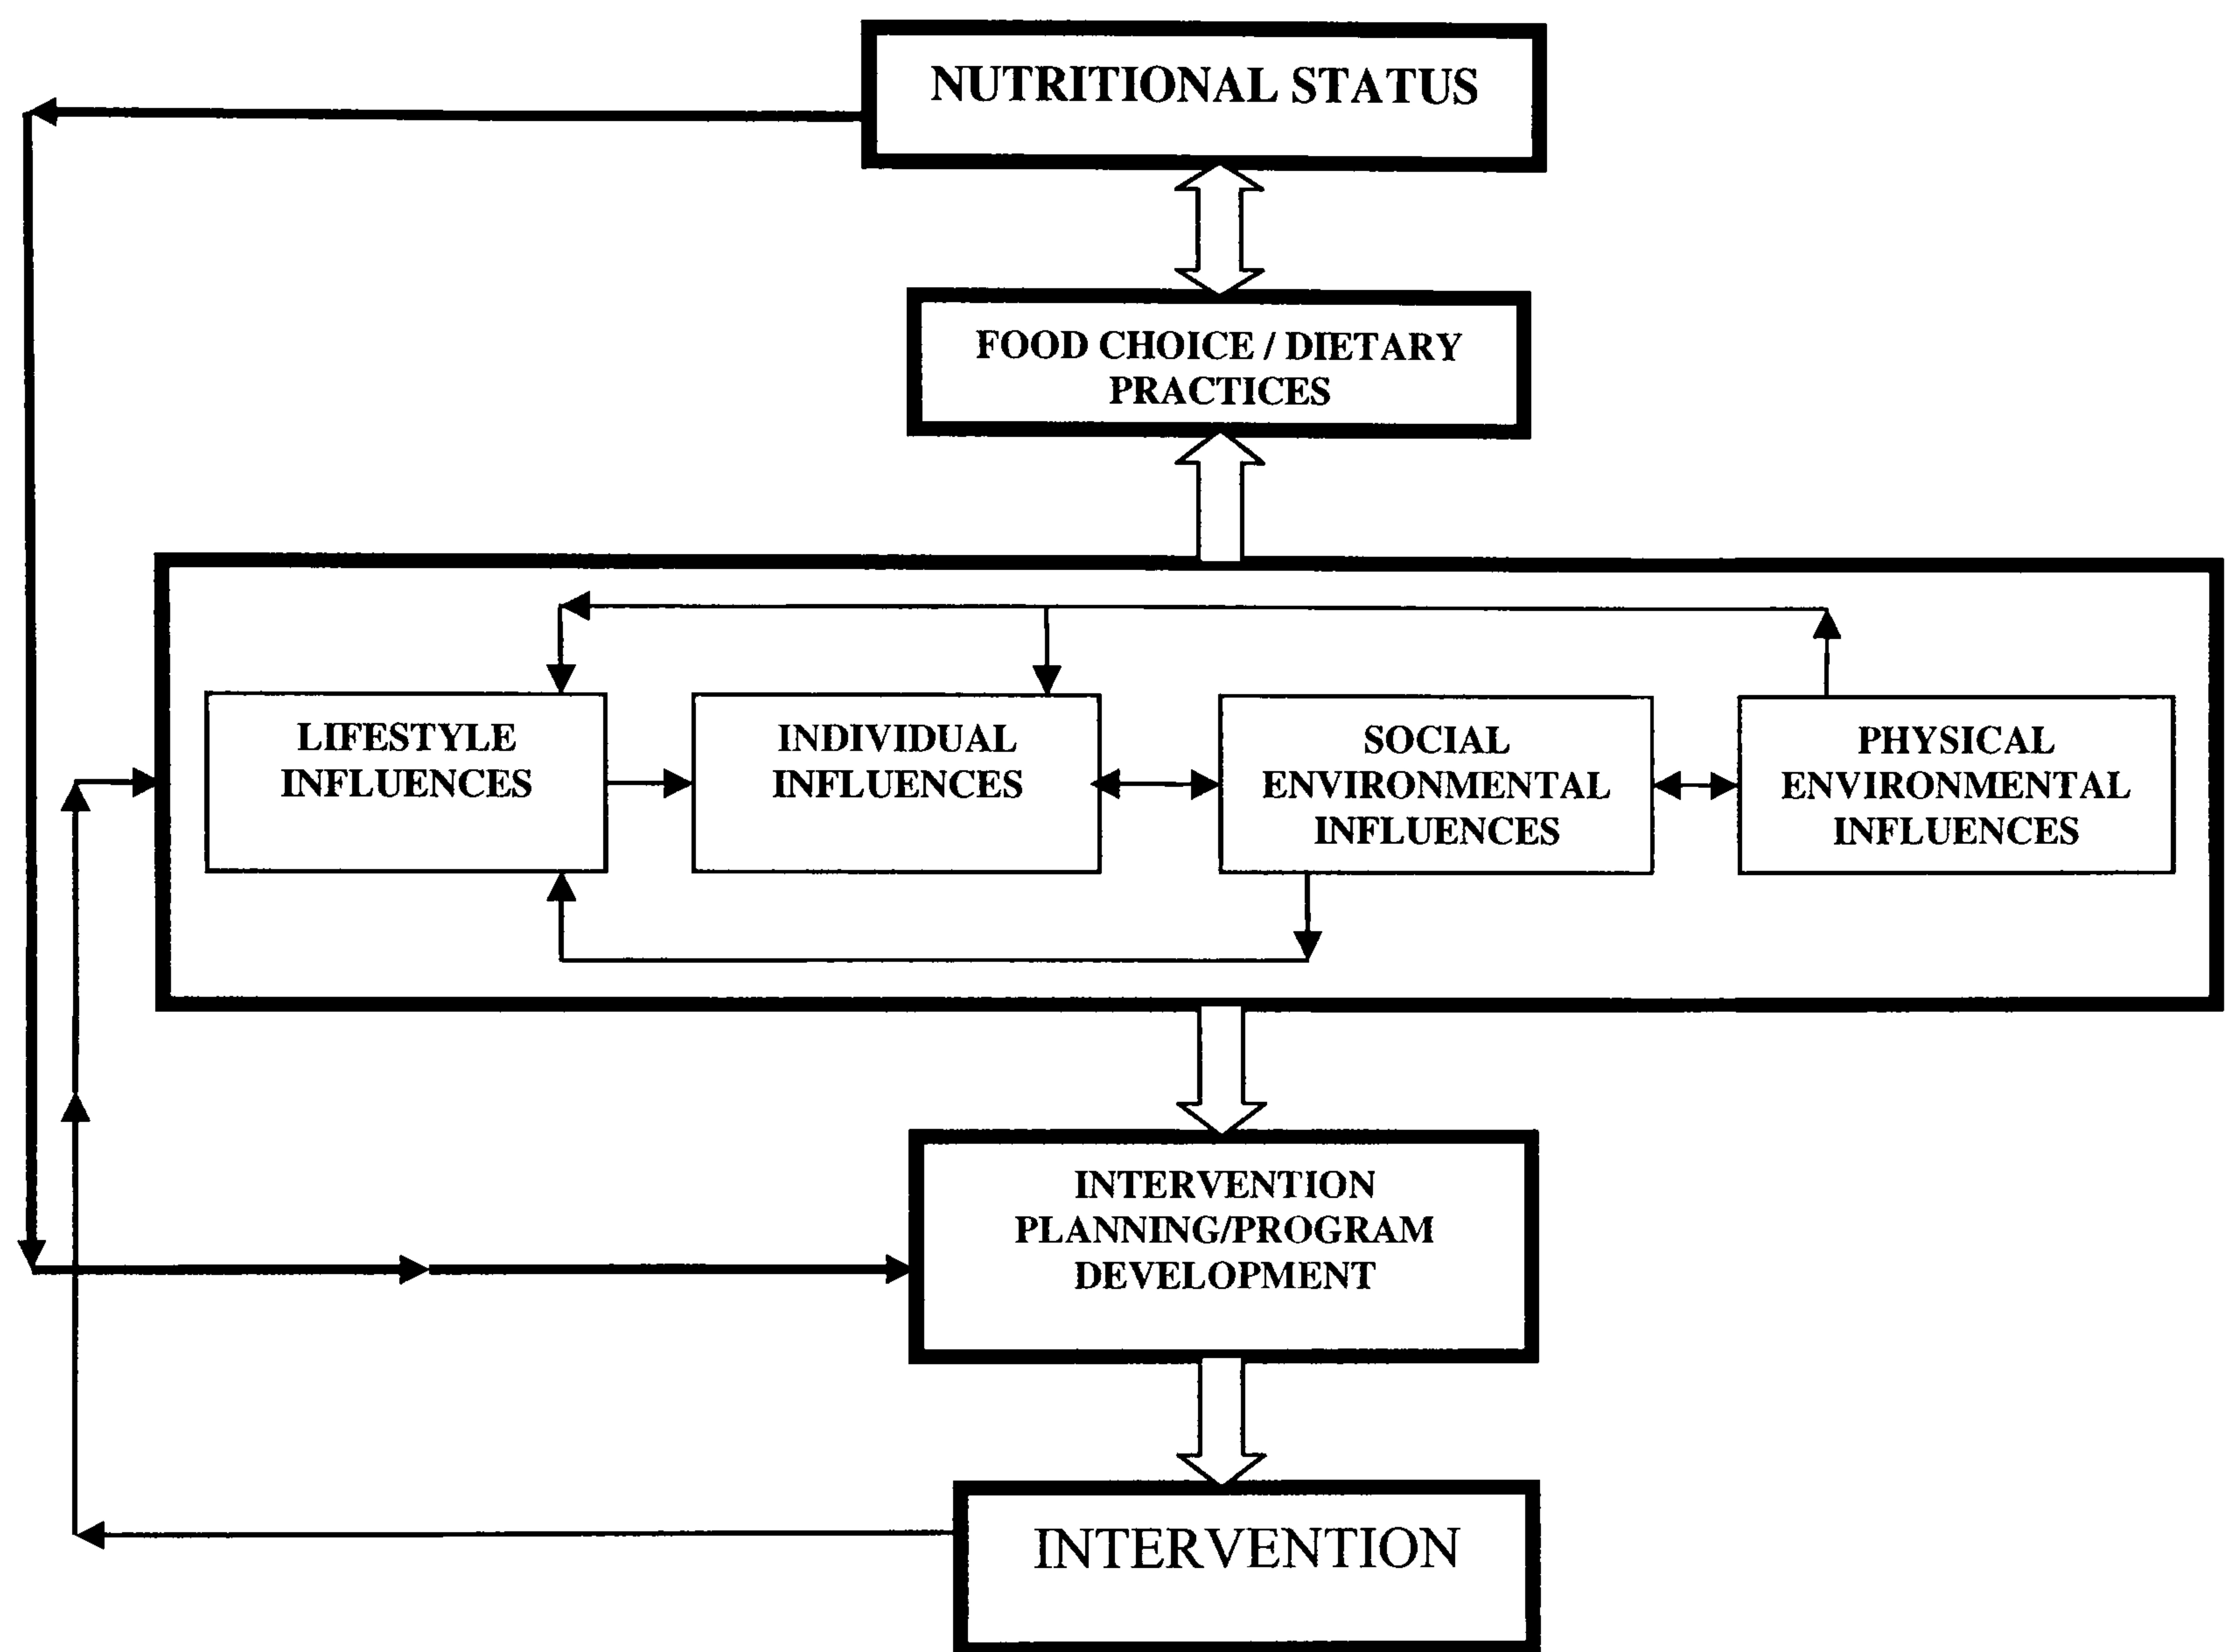 NUTRITIONAL STATUS
FOOD CHOICE / DIETARY
PRACTICES
LIFESTYLE
INFLUENCES
INDIVIDUAL
INFLUENCES
SOCIAL
ENVIRONMENTAL
INFLUENCES
PHYSICAL
ENVIRONMENTAL
INFLUENCES
INTERVENTION
PLANNING/PROGRAM
DEVELOPMENT
INTERVENTION